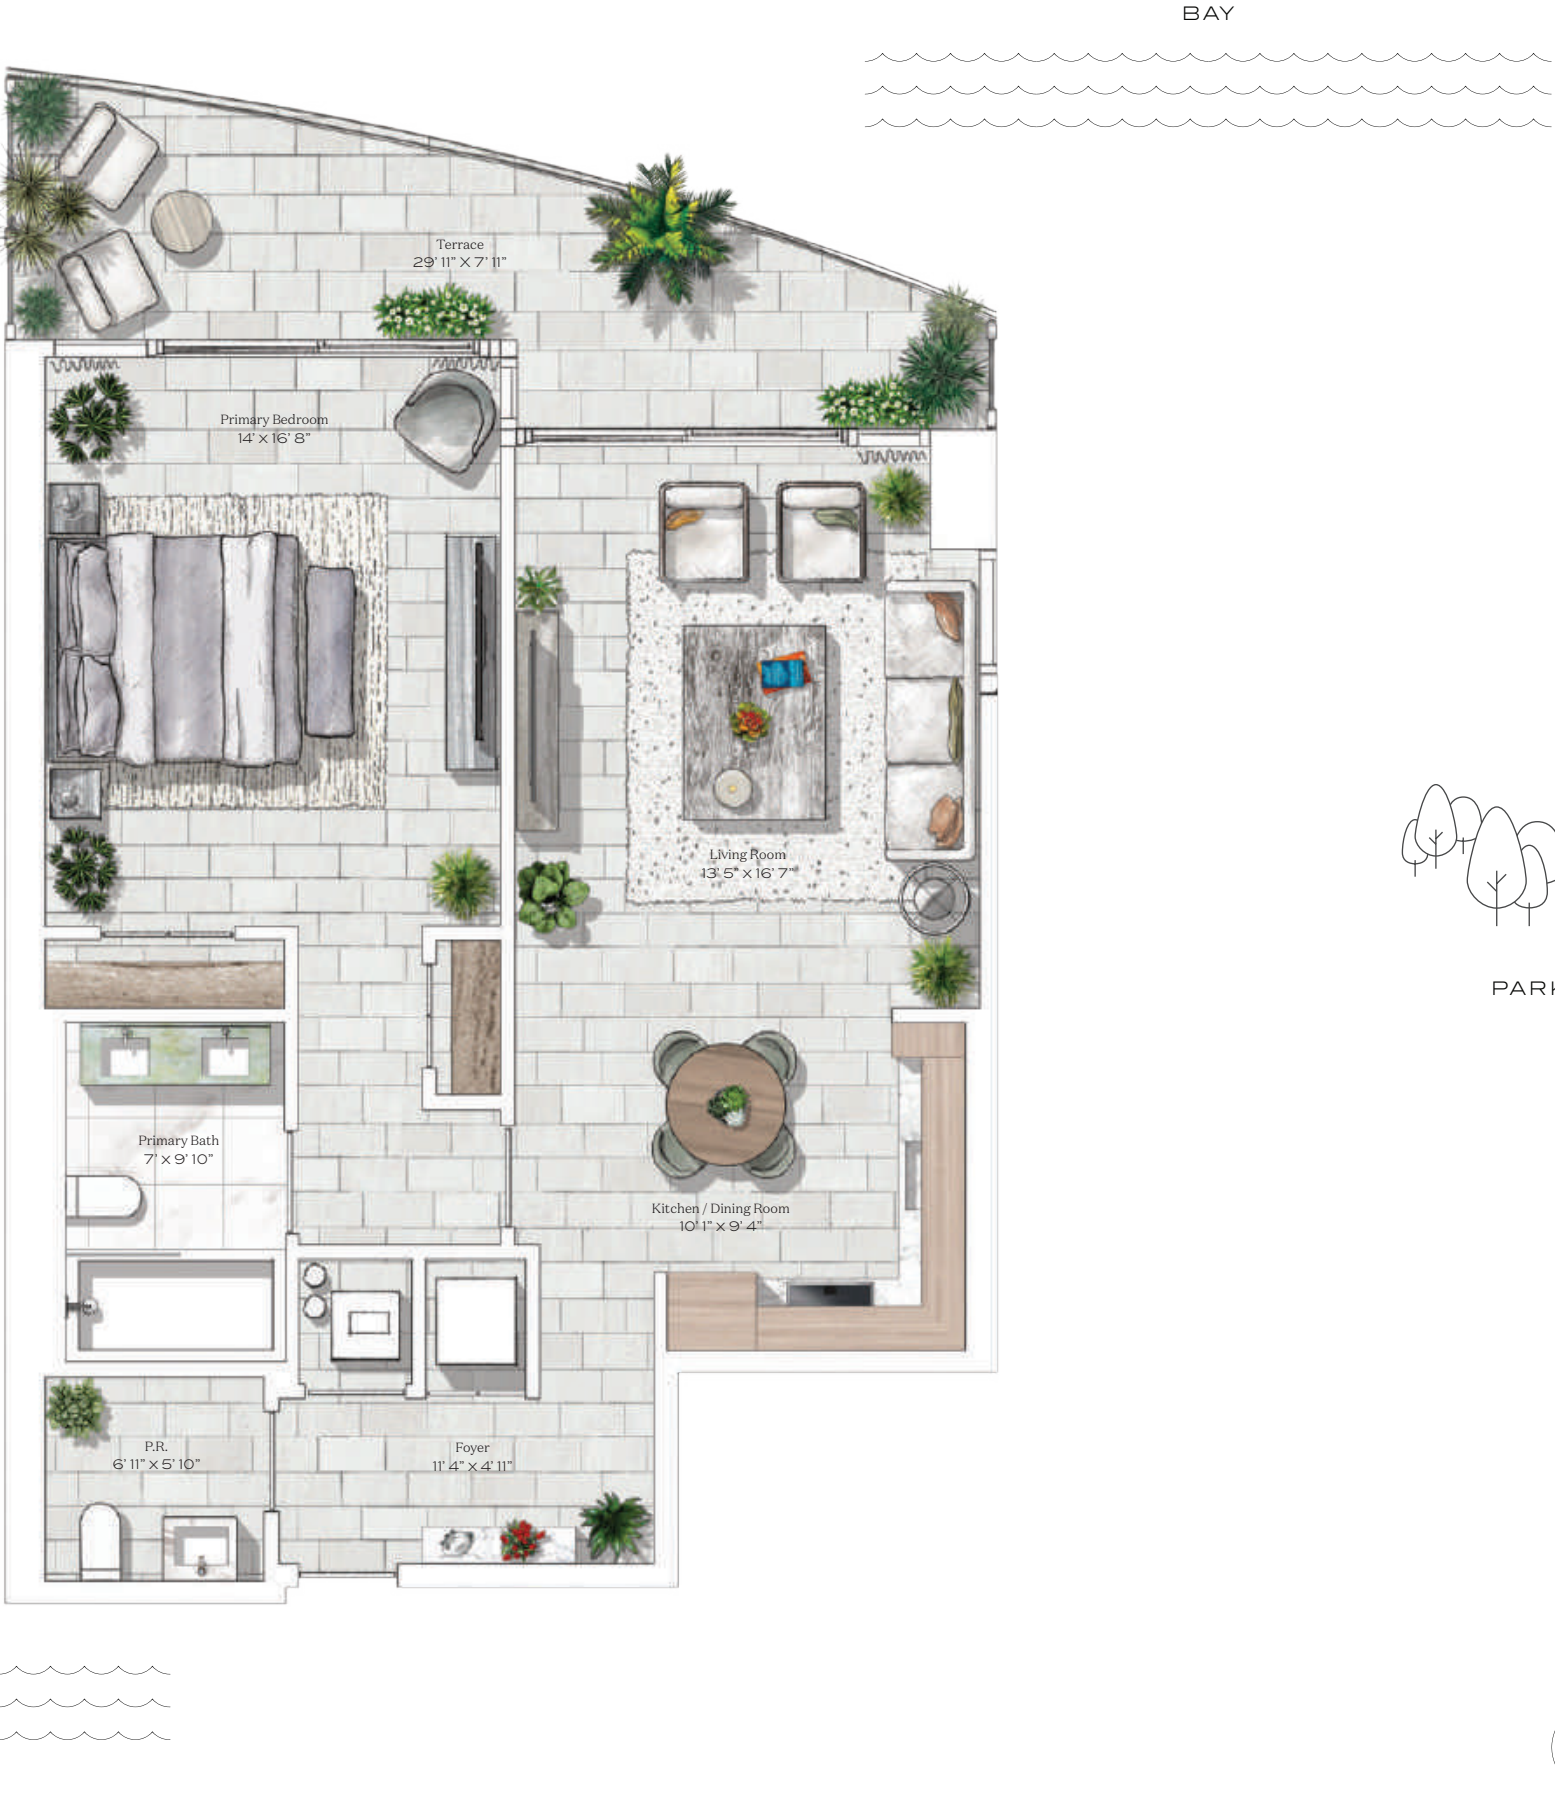 BAY
Terrace
29' 11" X 7' 11"
Primary Bedroom
14' x 16' 8"
Living Room
13' 5" x 16' 7"
PARK
Primary Bath
7' x 9' 10"
Kitchen / Dining Room
10' 1" x 9' 4"
P.R.
6' 11" x 5' 10"
Foyer
11' 4" x 4' 11"